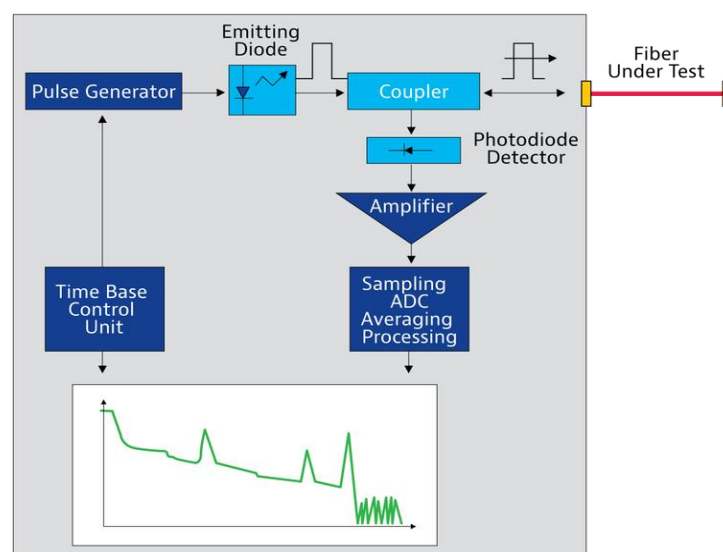 Emitting
Diode
Fiber
Under Test
Pulse Generator
Coupler
Photodiode
Detector
Amplifier
Time Base
Control
Unit
Sampling
ADC
Averaging
Processing